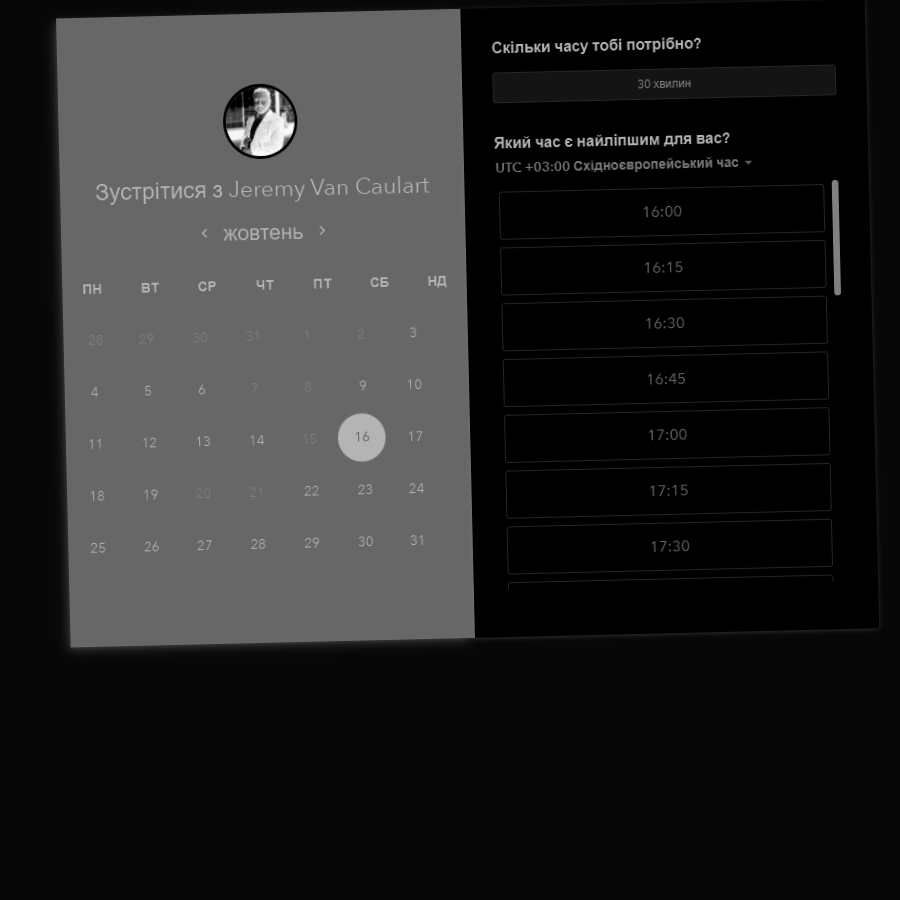 Зустрітися з Jeremy Van Caulart
жовтень
ПН ВТ СР ЧТ ПТ СБ НД
28 29 30 31 1 2 3
4 5 6 7 8 9 10
11 12 13 14 15 16 17
18 19 20 21 22 23 24
25 26 27 28 29 30 31
Скільки часу тобі потрібно?
30 хвилин
Який час є найліпшим для вас?
UTC +03:00 Східноєвропейський час
16:00
16:15
16:30
16:45
17:00
17:15
17:30